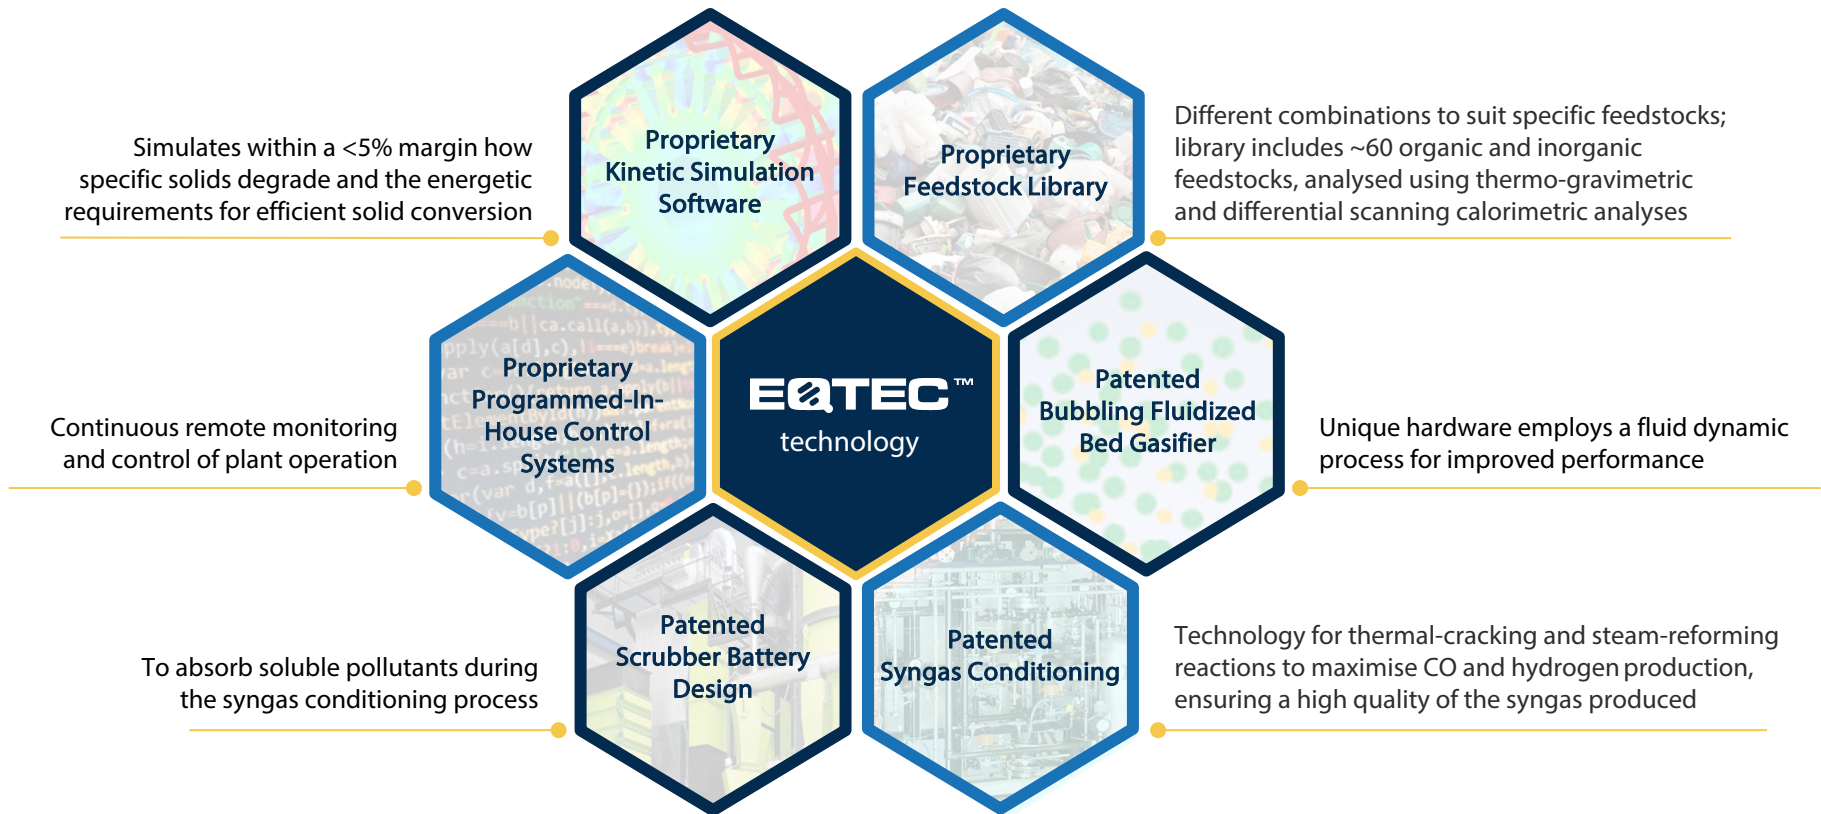 Proprietary
Kinetic Simulation
Software
Simulates within a <5% margin how
specific solids degrade and the energetic
requirements for efficient solid conversion
Proprietary
Feedstock Library
Different combinations to suit specific feedstocks;
library includes ~60 organic and inorganic
feedstocks, analysed using thermo-gravimetric
and differential scanning calorimetric analyses
Proprietary
Programmed-In-
House Control
Systems
Continuous remote monitoring
and control of plant operation
EQTEC™
technology
Patented
Bubbling Fluidized
Bed Gasifier
Unique hardware employs a fluid dynamic
process for improved performance
Patented
Scrubber Battery
Design
To absorb soluble pollutants during
the syngas conditioning process
Patented
Syngas Conditioning
Technology for thermal-cracking and steam-reforming
reactions to maximise CO and hydrogen production,
ensuring a high quality of the syngas produced